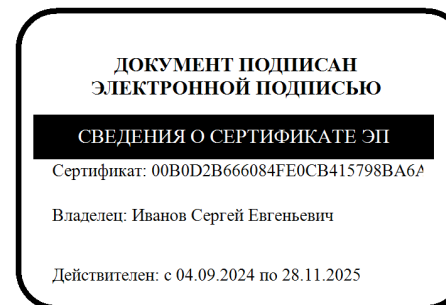 ДОКУМЕНТ ПОДПИСАН
ЭЛЕКТРОННОЙ ПОДПИСЬЮ
СВЕДЕНИЯ О СЕРТИФИКАТЕ ЭП
Сертификат: 00B0D2B666084FE0CB415798BA6A
Владелец: Иванов Сергей Евгеньевич
Действителен: с 04.09.2024 по 28.11.2025